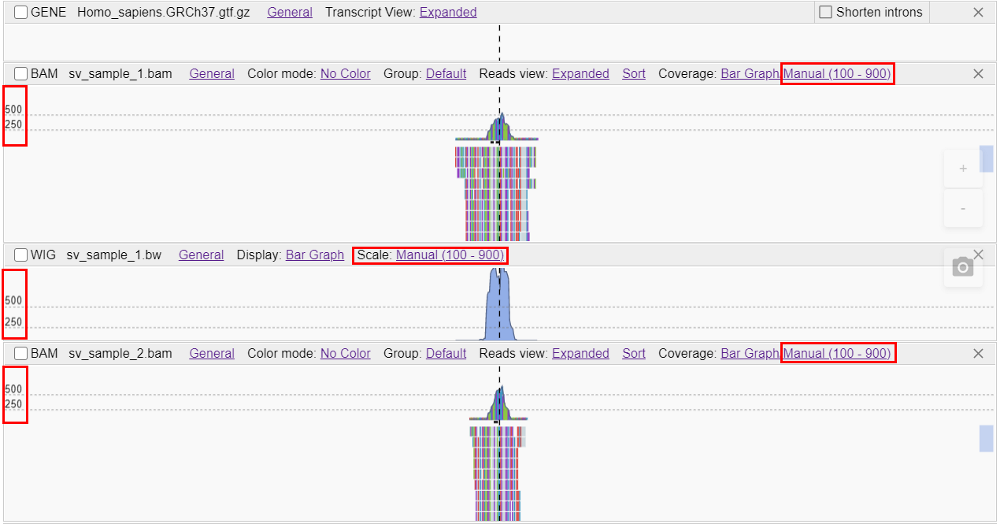 GENE Homo_sapiens.GRCh37.gtf.gz General Transcript View: Expanded Shorten introns
BAM sv_sample_1.bam General Color mode: No Color Group: Default Reads view: Expanded Sort Coverage: Bar Graph Manual (100 - 900)
500
250
+
-
WIG sv_sample_1.bw General Display: Bar Graph Scale: Manual (100 - 900)
500
250
BAM sv_sample_2.bam General Color mode: No Color Group: Default Reads view: Expanded Sort Coverage: Bar Graph Manual (100 - 900)
500
250